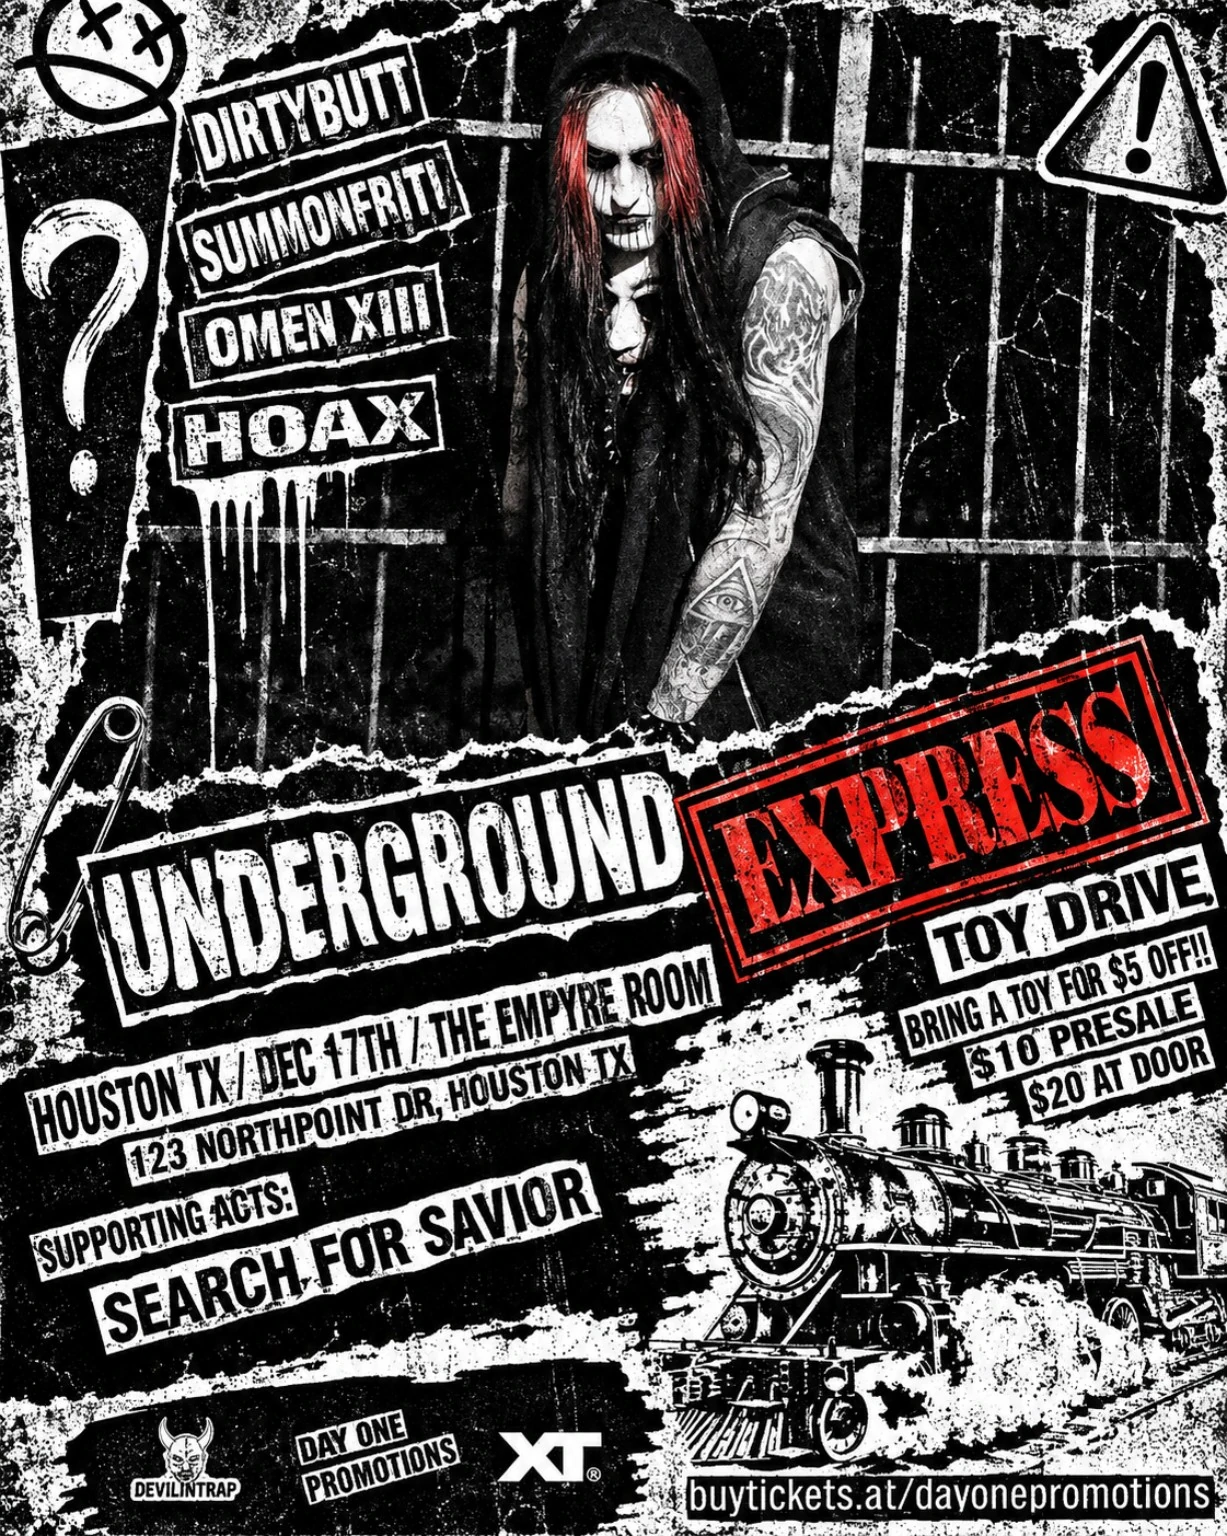 DIRTYBUTT
SUMMONFRITI
OMEN XIII
HOAX
?
!
UNDERGROUND
EXPRESS
TOY DRIVE
BRING A TOY FOR $5 OFF!!
$10 PRESALE
$20 AT DOOR
HOUSTON TX / DEC 17TH / THE EMPYRE ROOM
123 NORTHPOINT DR, HOUSTON TX
SUPPORTING ACTS:
SEARCH FOR SAVIOR
DEVILINTRAP
DAY ONE
PROMOTIONS
XT®
buytickets.at/dayonepromotions